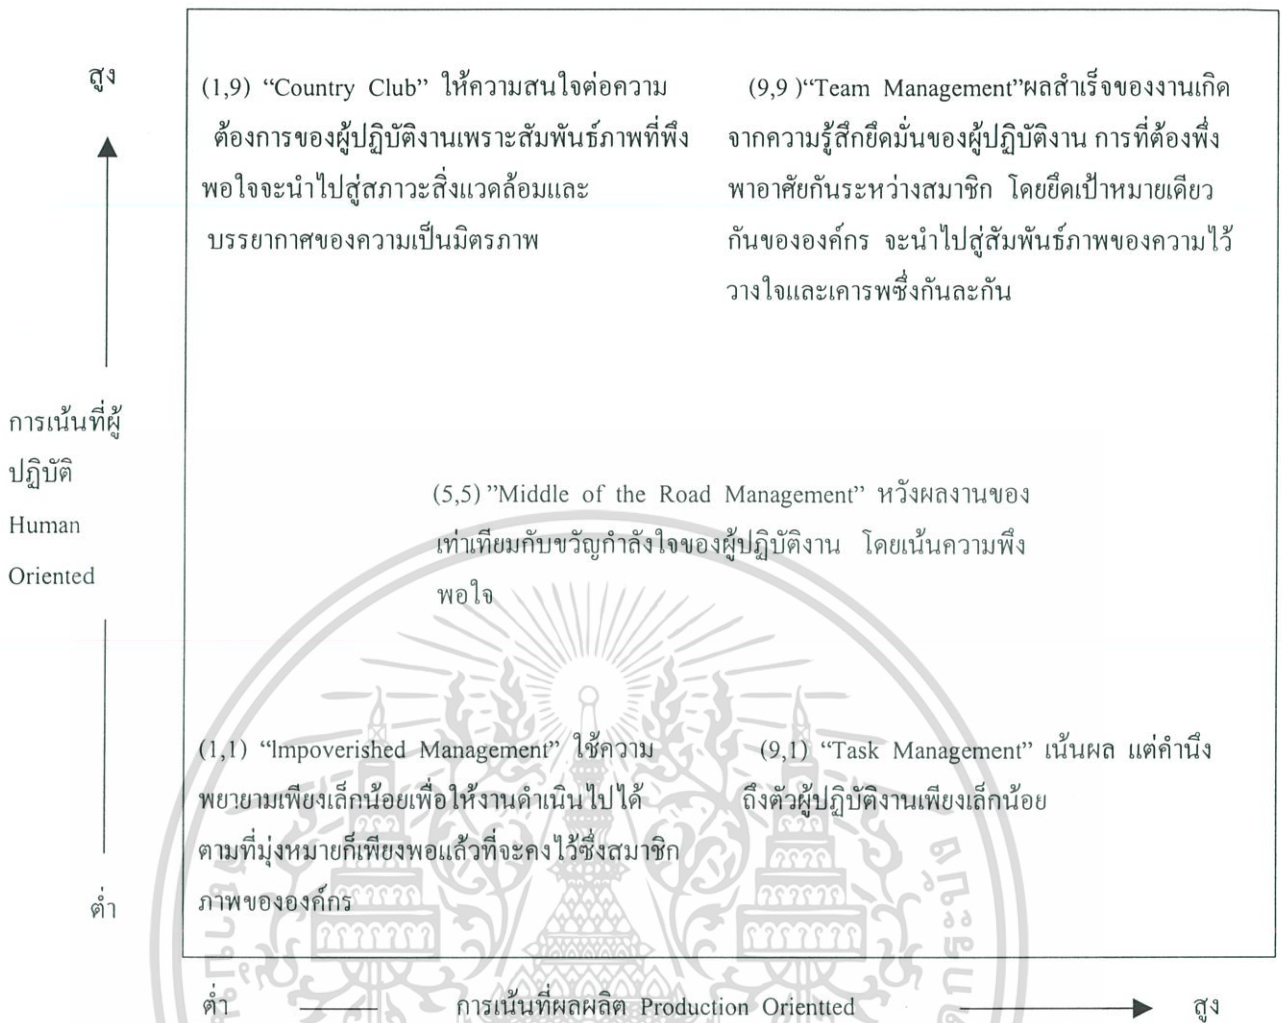 สูง
(1,9) “Country Club” ให้ความสนใจต่อความ
ต้องการของผู้ปฏิบัติงานเพราะสัมพันธ์ภาพที่พึง
พอใจจะนำไปสู่สภาวะสิ่งแวดล้อมและ
บรรยากาศของความเป็นมิตรภาพ
(9,9 )“Team Management”ผลสำเร็จของงานเกิด
จากความรู้สึกยึดมั่นของผู้ปฏิบัติงาน การที่ต้องพึ่ง
พาอาศัยกันระหว่างสมาชิก โดยยึดเป้าหมายเดียว
กันขององค์กร จะนำไปสู่สัมพันธ์ภาพของความไว้
วางใจและเคารพซึ่งกันละกัน
การเน้นที่ผู้
ปฏิบัติ
Human
Oriented
(5,5) ”Middle of the Road Management” หวังผลงานของ
เท่าเทียมกับขวัญกำลังใจของผู้ปฏิบัติงาน โดยเน้นความพึง
พอใจ
(1,1) “Impoverished Management” ใช้ความ
พยายามเพียงเล็กน้อยเพื่อให้งานดำเนินไปได้
ตามที่มุ่งหมายก็เพียงพอแล้วที่จะคงไว้ซึ่งสมาชิก
ภาพขององค์กร
(9,1) “Task Management” เน้นผล แต่คำนึง
ถึงตัวผู้ปฏิบัติงานเพียงเล็กน้อย
ต่ำ
ต่ำ การเน้นที่ผลผลิต Production Orientted สูง